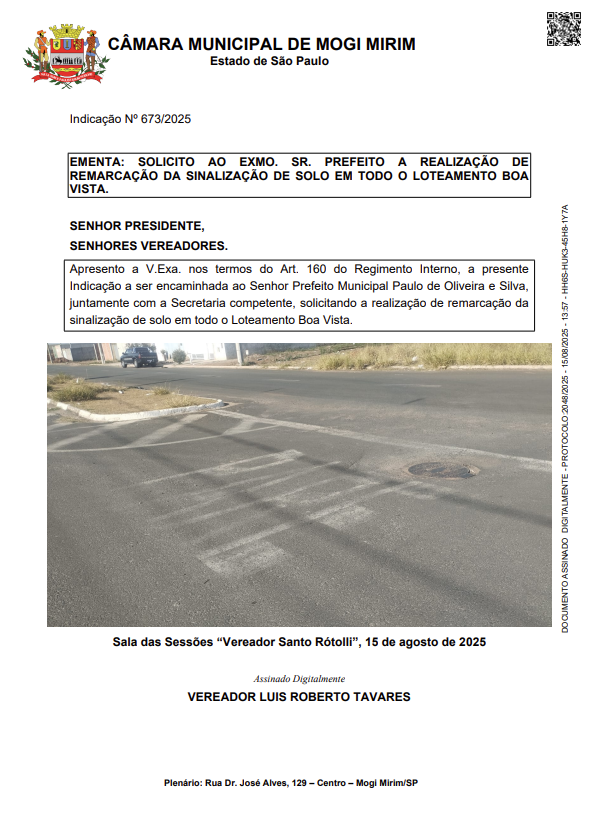 CÂMARA MUNICIPAL DE MOGI MIRIM
Estado de São Paulo
Indicação Nº 673/2025
EMENTA: SOLICITO AO EXMO. SR. PREFEITO A REALIZAÇÃO DE
REMARCAÇÃO DA SINALIZAÇÃO DE SOLO EM TODO O LOTEAMENTO BOA
VISTA.
SENHOR PRESIDENTE,
SENHORES VEREADORES.
Apresento a V.Exa. nos termos do Art. 160 do Regimento Interno, a presente
Indicação a ser encaminhada ao Senhor Prefeito Municipal Paulo de Oliveira e Silva,
juntamente com a Secretaria competente, solicitando a realização de remarcação da
sinalização de solo em todo o Loteamento Boa Vista.
Sala das Sessões “Vereador Santo Rótolli”, 15 de agosto de 2025
Assinado Digitalmente
VEREADOR LUIS ROBERTO TAVARES
Plenário: Rua Dr. José Alves, 129 – Centro – Mogi Mirim/SP
DOCUMENTO ASSINADO DIGITALMENTE - PROTOCOLO:2048/2025 - 15/08/2025 - 13:57 - HH6S-HUK3-45H8-1Y7A